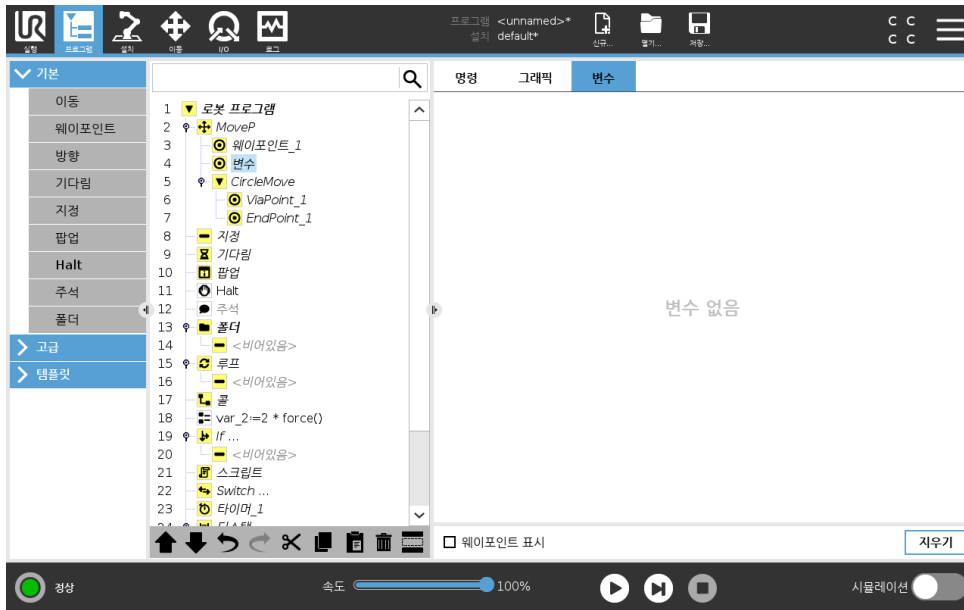 UR
프로그램 <unnamed>*
설치 default*
C C
C C
실행
프로그램
설치
이동
I/O
로그
신규...
열기...
저장...
기본
이동
웨이포인트
방향
기다림
지정
팝업
Halt
주석
폴더
고급
템플릿
1 로봇 프로그램
2 MoveP
3 웨이포인트_1
4 변수
5 CircleMove
6 ViaPoint_1
7 EndPoint_1
8 지정
9 기다림
10 팝업
11 Halt
12 주석
13 폴더
14 <비어있음>
15 루프
16 <비어있음>
17 콜
18 var_2:=2 * force()
19 If ...
20 <비어있음>
21 스크립트
22 Switch ...
23 타이머_1
명령
그래픽
변수
변수 없음
웨이포인트 표시
지우기
정상
속도
100%
시뮬레이션